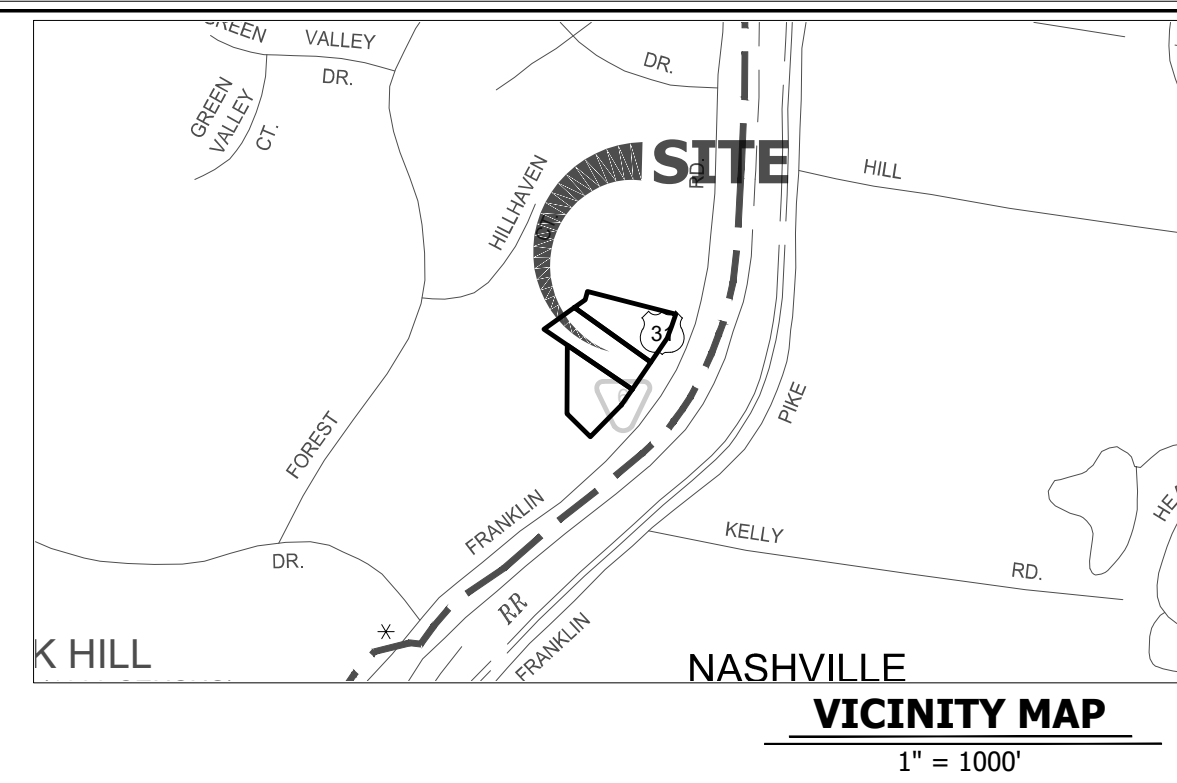 VALLEY
DR.
GREEN
VALLEY
CT.
DR.
SITE
RD.
HILL
HILLHAVEN
31
PIKE
FOREST
FRANKLIN
KELLY
RD.
DR.
RR
FRANKLIN
K HILL
NASHVILLE
VICINITY MAP
1" = 1000'